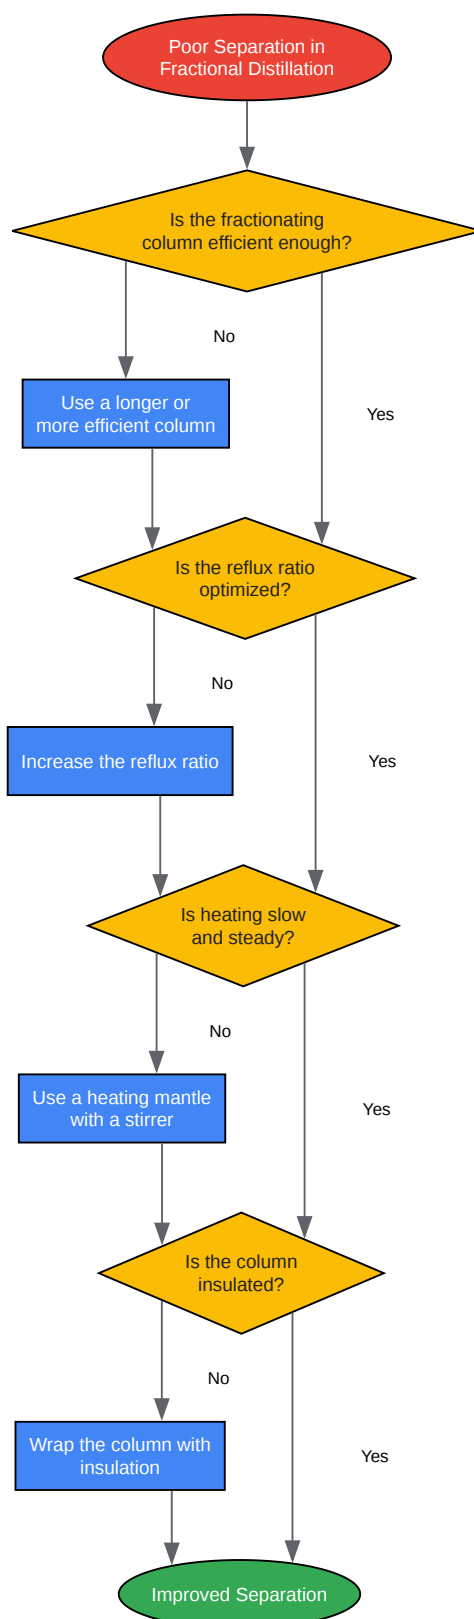 Poor Separation in
Fractional Distillation
Is the fractionating
column efficient enough?
No
Use a longer or
more efficient column
Yes
Is the reflux ratio
optimized?
No
Increase the reflux ratio
Yes
Is heating slow
and steady?
No
Use a heating mantle
with a stirrer
Yes
Is the column
insulated?
No
Wrap the column with
insulation
Yes
Improved Separation